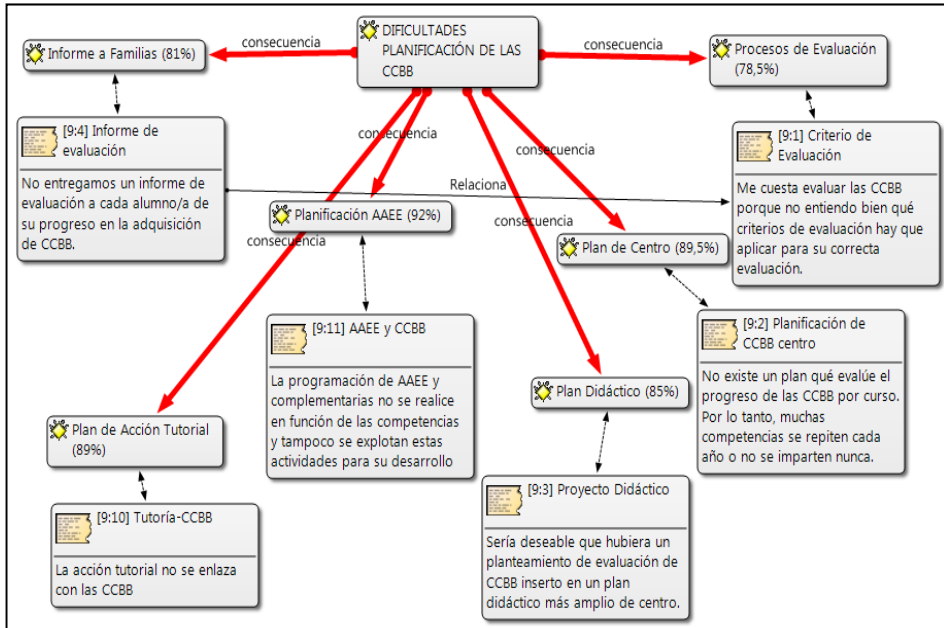 DIFICULTADES
PLANIFICACIÓN DE LAS
CCBB
consecuencia
Informe a Familias (81%)
consecuencia
Procesos de Evaluación
(78,5%)
[9:4] Informe de
evaluación
No entregamos un informe de
evaluación a cada alumno/a de
su progreso en la adquisición
de CCBB.
consecuencia
consecuencia
[9:1] Criterio de
Evaluación
Me cuesta evaluar las CCBB
porque no entiendo bien qué
criterios de evaluación hay que
aplicar para su correcta
evaluación.
Relaciona
Planificación AAEE (92%)
consecuencia
consecuencia
Plan de Centro (89,5%)
[9:11] AAEE y CCBB
La programación de AAEE y
complementarias no se realice
en función de las competencias
y tampoco se explotan estas
actividades para su desarrollo
[9:2] Planificación de
CCBB centro
No existe un plan qué evalúe el
progreso de las CCBB por curso.
Por lo tanto, muchas
competencias se repiten cada
año o no se imparten nunca.
Plan Didáctico (85%)
Plan de Acción Tutorial
(89%)
[9:3] Proyecto Didáctico
Sería deseable que hubiera un
planteamiento de evaluación de
CCBB inserto en un plan
didáctico más amplio de centro.
[9:10] Tutoría-CCBB
La acción tutorial no se enlaza
con las CCBB